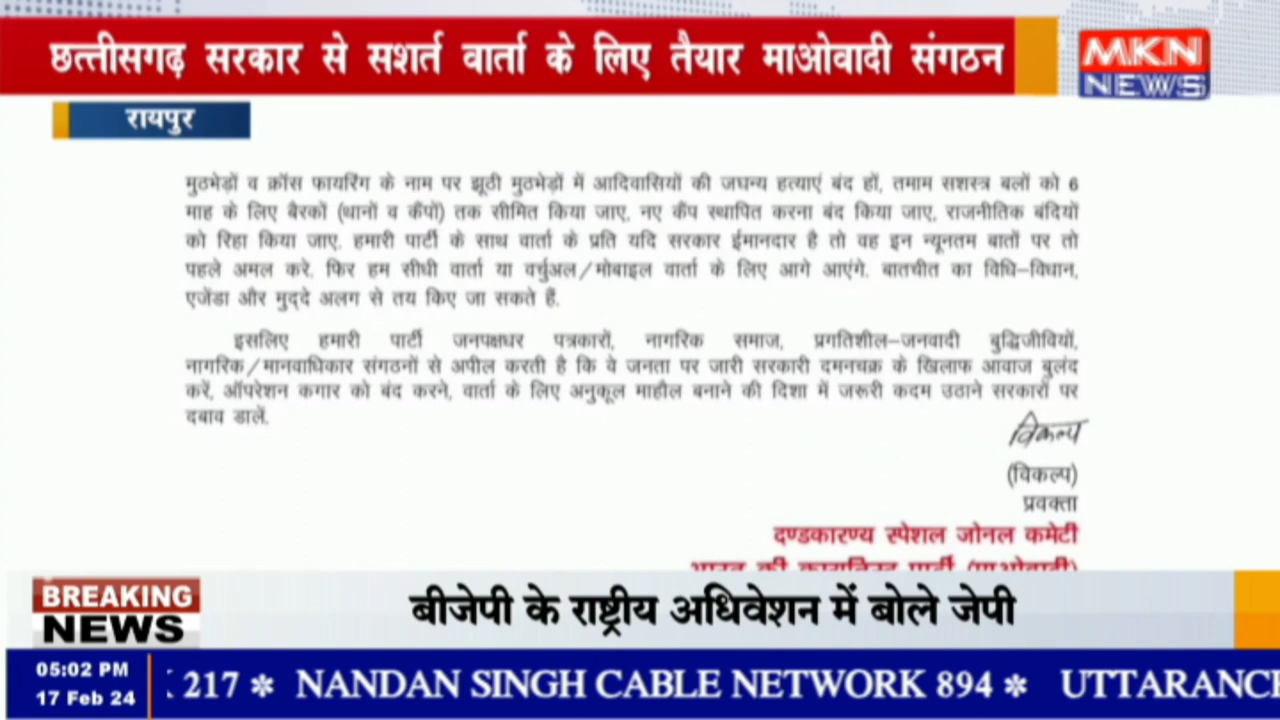 छत्तीसगढ़ सरकार से सशर्त वार्ता के लिए तैयार माओवादी संगठन
MKN
NEWS
रायपुर
मुठभेड़ों व क्रॉस फायरिंग के नाम पर झूठी मुठभेड़ों में आदिवासियों की जघन्य हत्याएं बंद हों, तमाम सशस्त्र बलों को 6
माह के लिए बैरकों (थानों व कैंपों) तक सीमित किया जाए, नए कैंप स्थापित करना बंद किया जाए, राजनीतिक बंदियों
को रिहा किया जाए. हमारी पार्टी के साथ वार्ता के प्रति यदि सरकार ईमानदार है तो वह इन न्यूनतम बातों पर तो
पहले अमल करे. फिर हम सीधी वार्ता या वर्चुअल/मोबाइल वार्ता के लिए आगे आएंगे. बातचीत का विधि–विधान,
एजेंडा और मुद्दे अलग से तय किए जा सकते हैं.
इसलिए हमारी पार्टी जनपक्षधर पत्रकारों, नागरिक समाज, प्रगतिशील–जनवादी बुद्धिजीवियों,
नागरिक/मानवाधिकार संगठनों से अपील करती है कि वे जनता पर जारी सरकारी दमनचक्र के खिलाफ आवाज बुलंद
करें, ऑपरेशन कगार को बंद करने, वार्ता के लिए अनुकूल माहौल बनाने की दिशा में जरूरी कदम उठाने सरकारों पर
दबाव डालें.
विकल्प
(विकल्प)
प्रवक्ता
दण्डकारण्य स्पेशल जोनल कमेटी
भारत की कम्युनिस्ट पार्टी (माओवादी)
BREAKING
NEWS
बीजेपी के राष्ट्रीय अधिवेशन में बोले जेपी
05:02 PM
17 Feb 24
K 217 * NANDAN SINGH CABLE NETWORK 894 * UTTARANCH